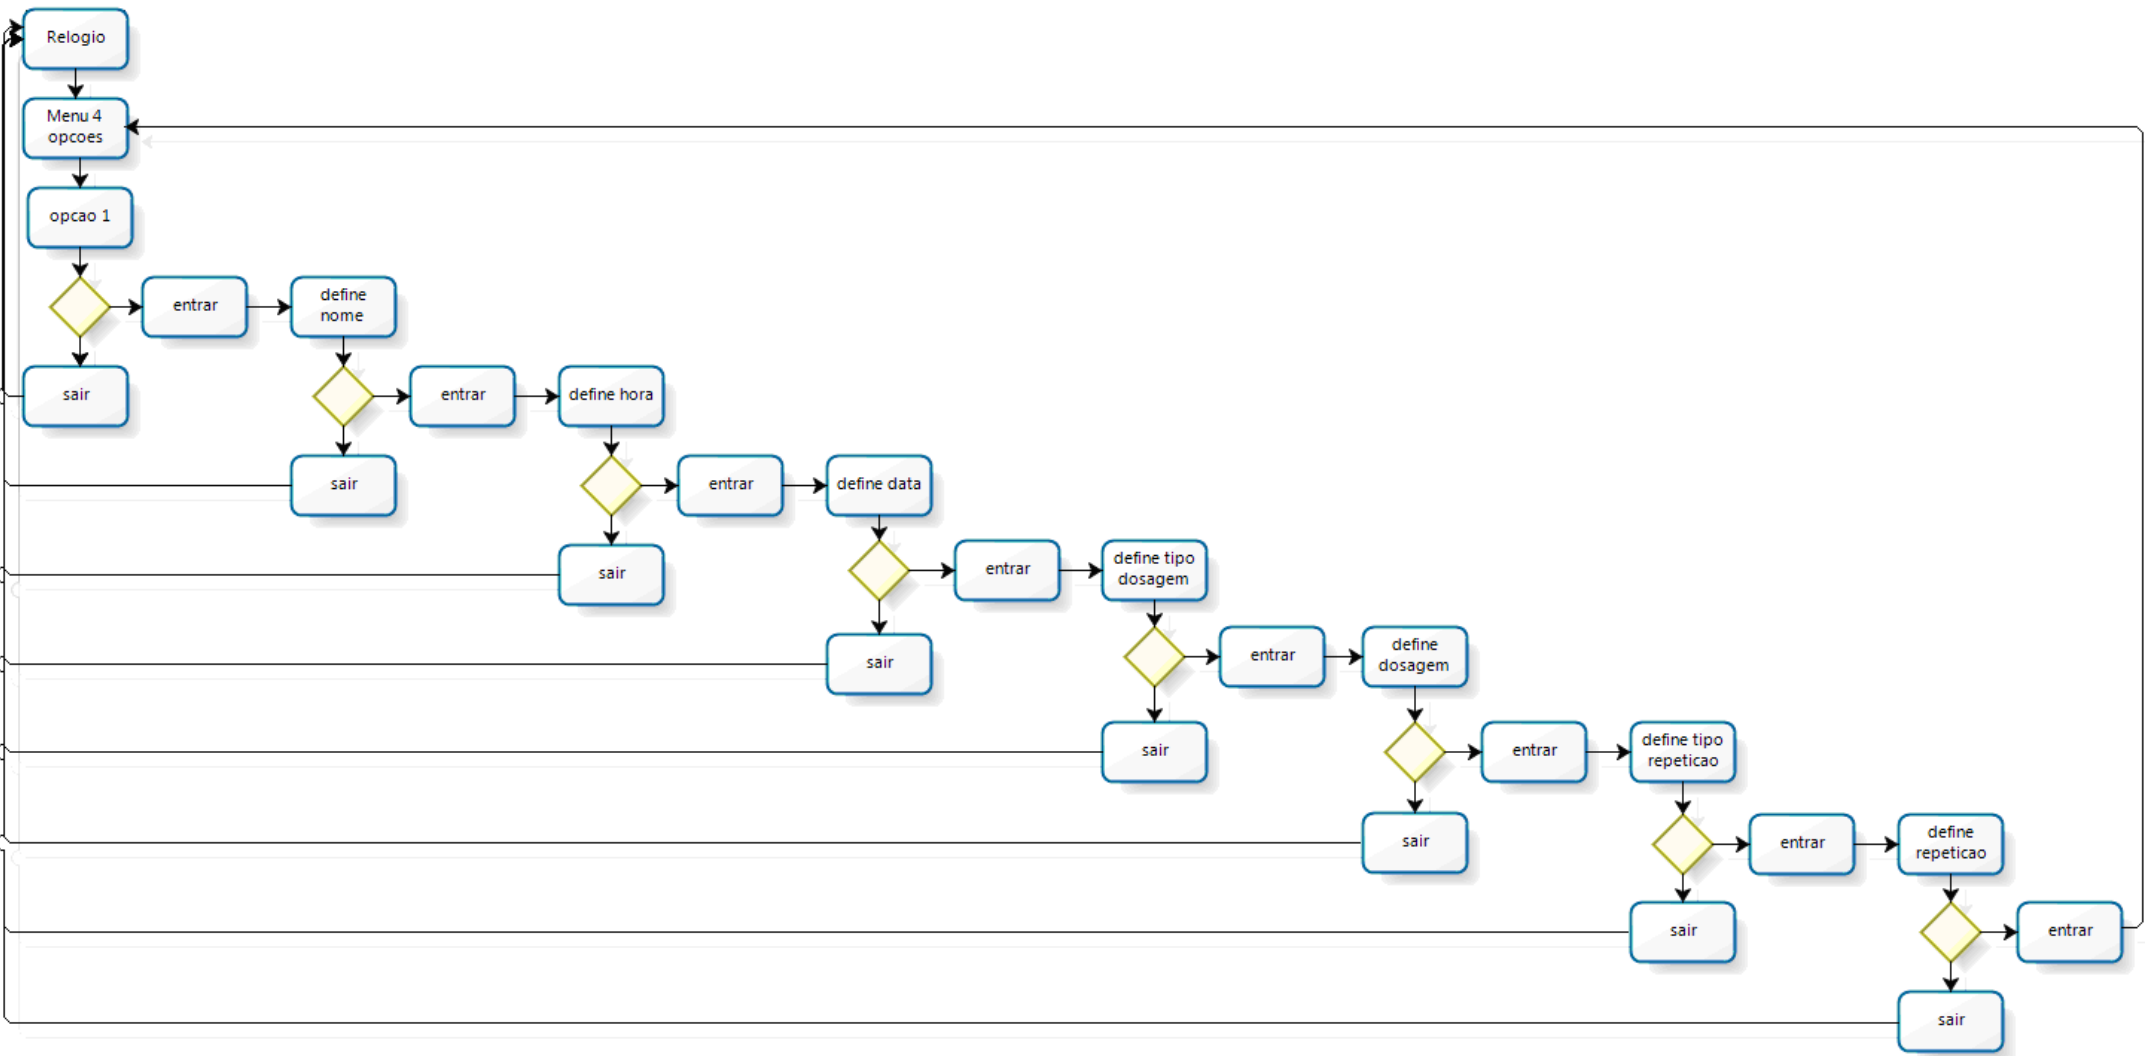 Relogio
Menu 4
opcoes
opcao 1
entrar
define
nome
sair
entrar
define hora
sair
entrar
define data
sair
entrar
define tipo
dosagem
sair
entrar
define
dosagem
sair
entrar
define tipo
repeticao
sair
entrar
define
repeticao
sair
entrar
sair